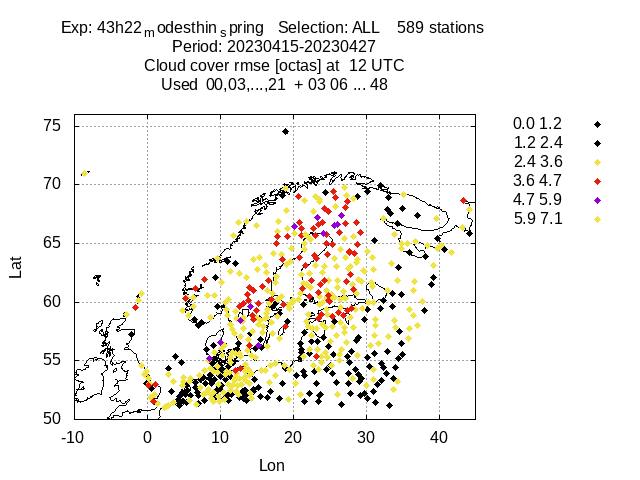 Exp: 43h22modesthinspring   Selection: ALL    589 stations
Period: 20230415-20230427
Cloud cover rmse [octas] at  12 UTC
Used  00,03,...,21  + 03 06 ... 48
75
70
65
60
55
50
-10 0 10 20 30 40
Lat
Lon
0.0 1.2
1.2 2.4
2.4 3.6
3.6 4.7
4.7 5.9
5.9 7.1